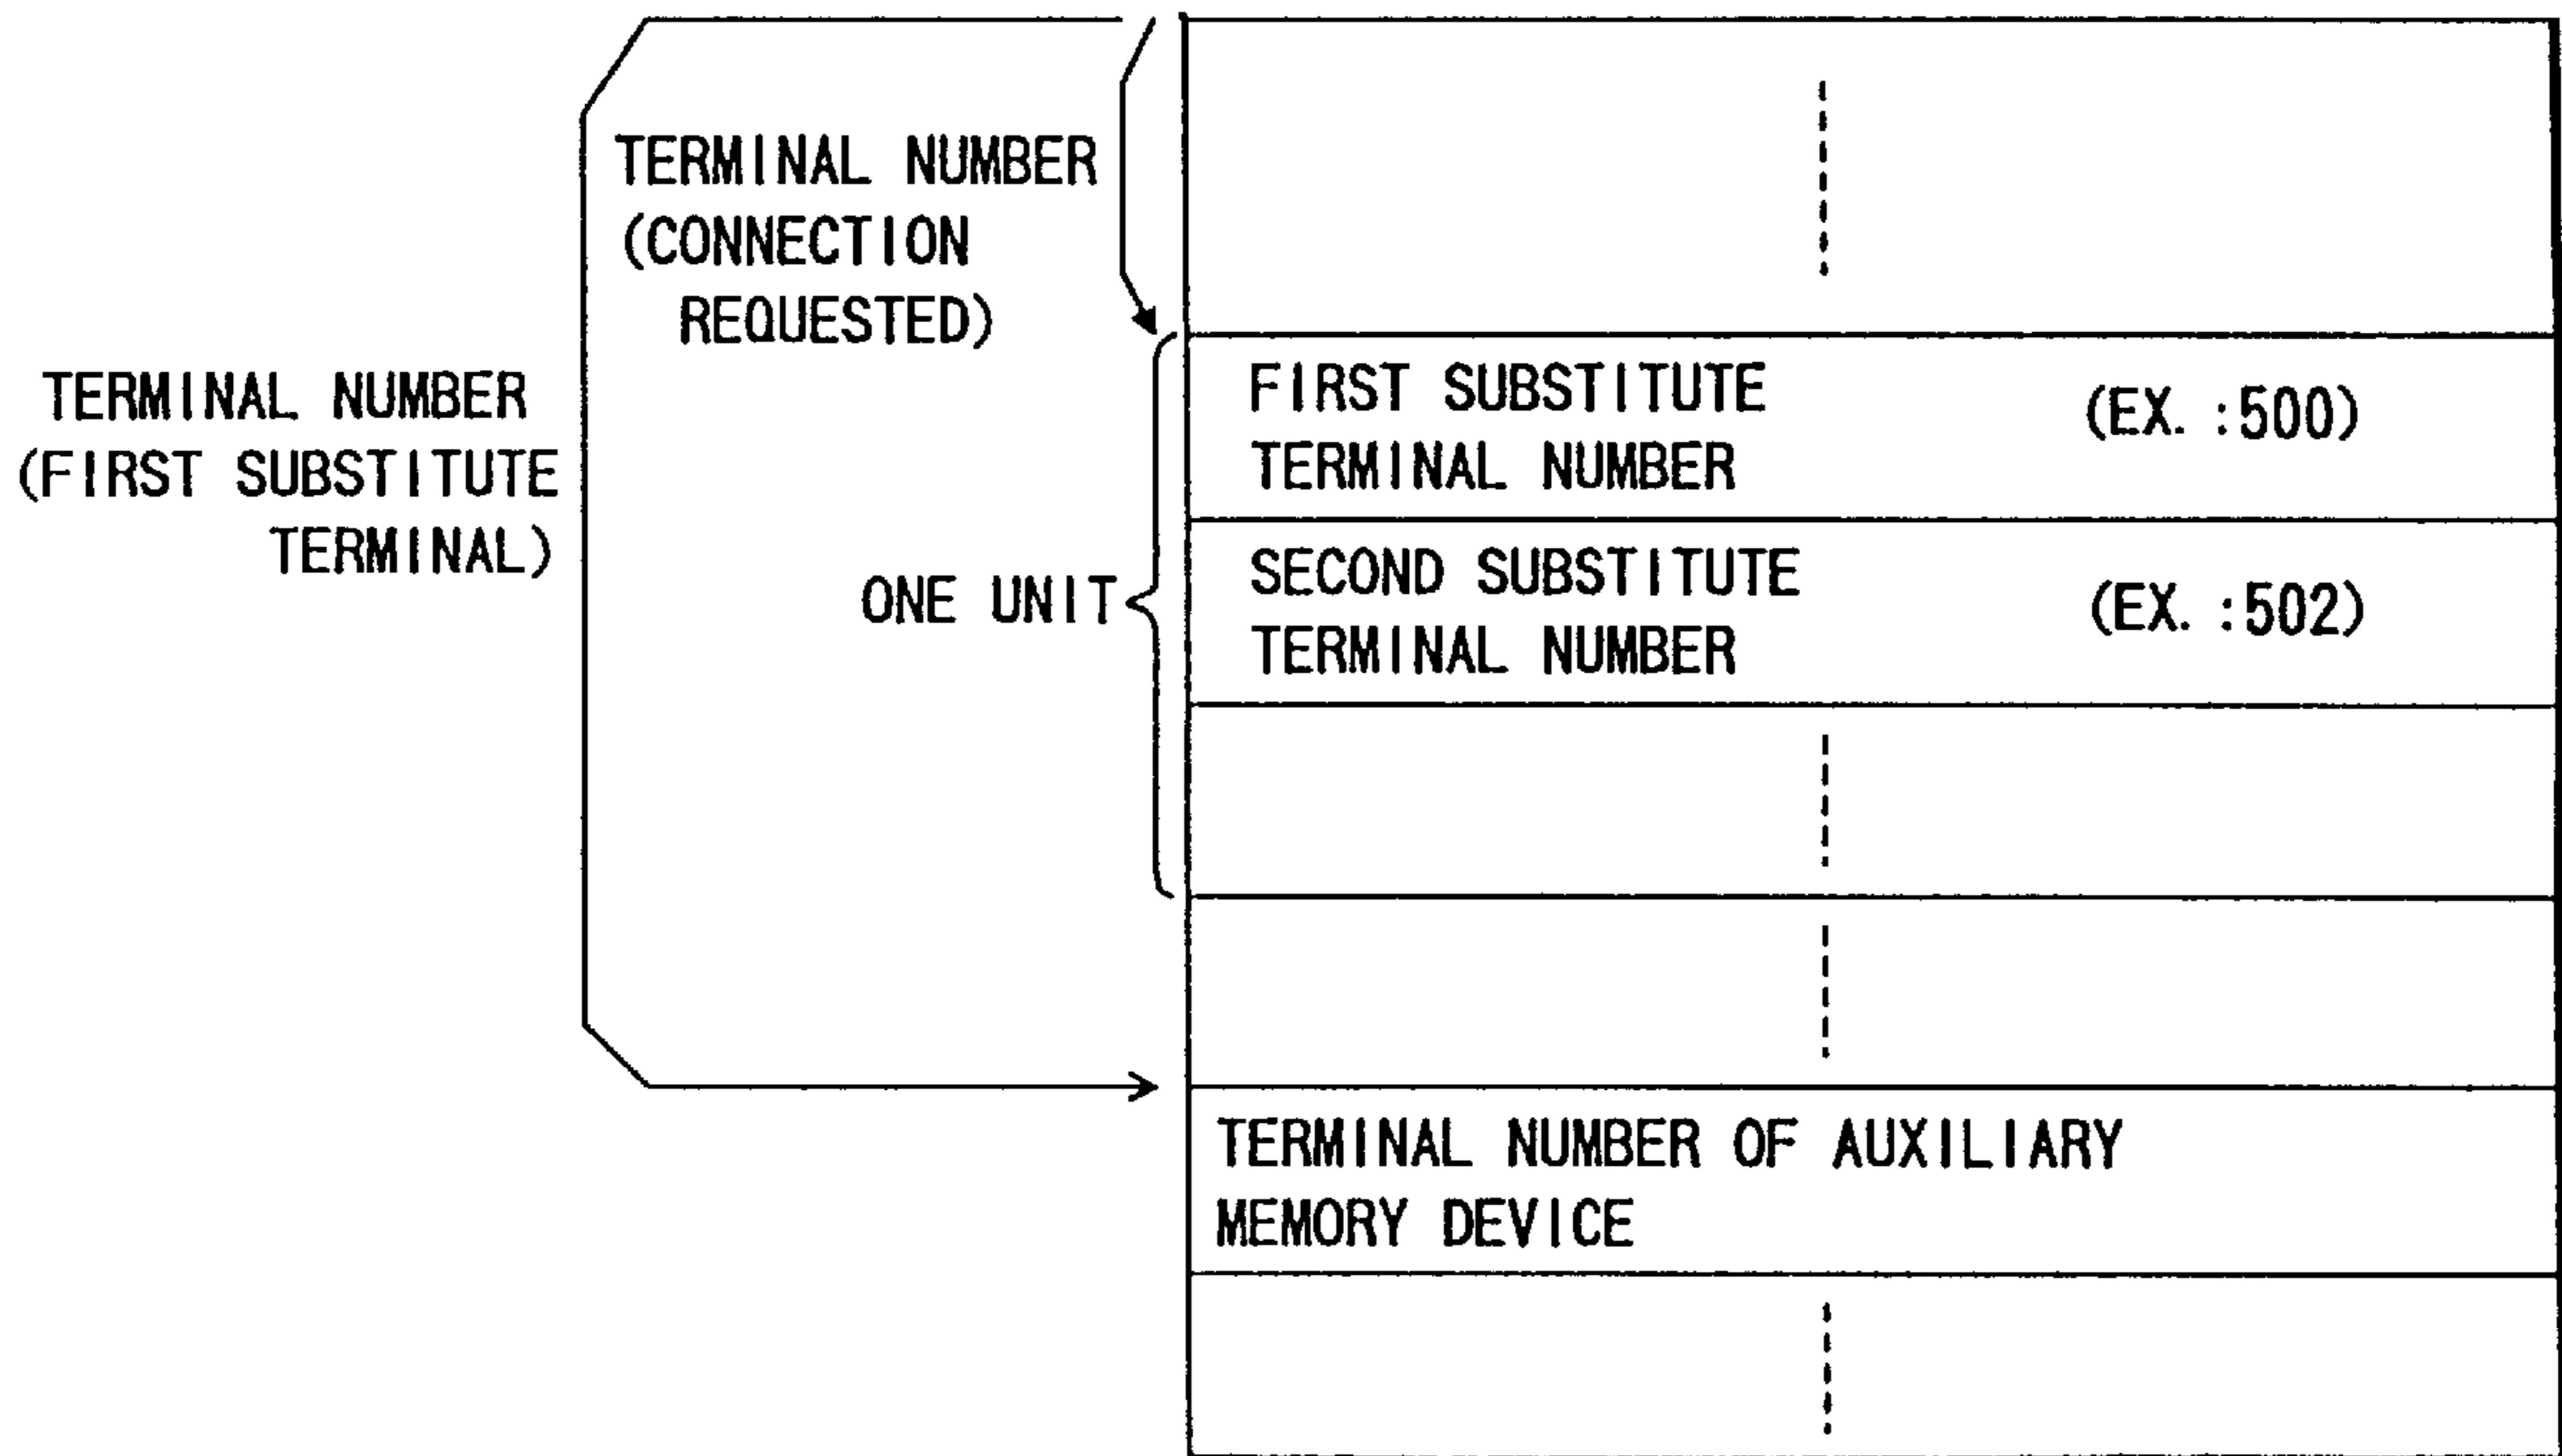 TERMINAL NUMBER
(CONNECTION
REQUESTED)
TERMINAL NUMBER
(FIRST SUBSTITUTE
TERMINAL)
ONE UNIT
FIRST SUBSTITUTE
TERMINAL NUMBER
(EX. :500)
SECOND SUBSTITUTE
TERMINAL NUMBER
(EX. :502)
TERMINAL NUMBER OF AUXILIARY
MEMORY DEVICE